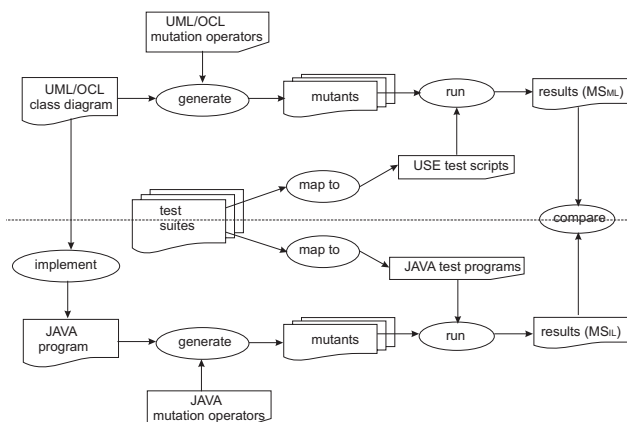 UML/OCL
mutation operators
UML/OCL
class diagram
generate
mutants
run
results (MSML)
map to
USE test scripts
test
suites
compare
map to
implement
JAVA test programs
JAVA
program
generate
mutants
run
results (MSIL)
JAVA
mutation operators